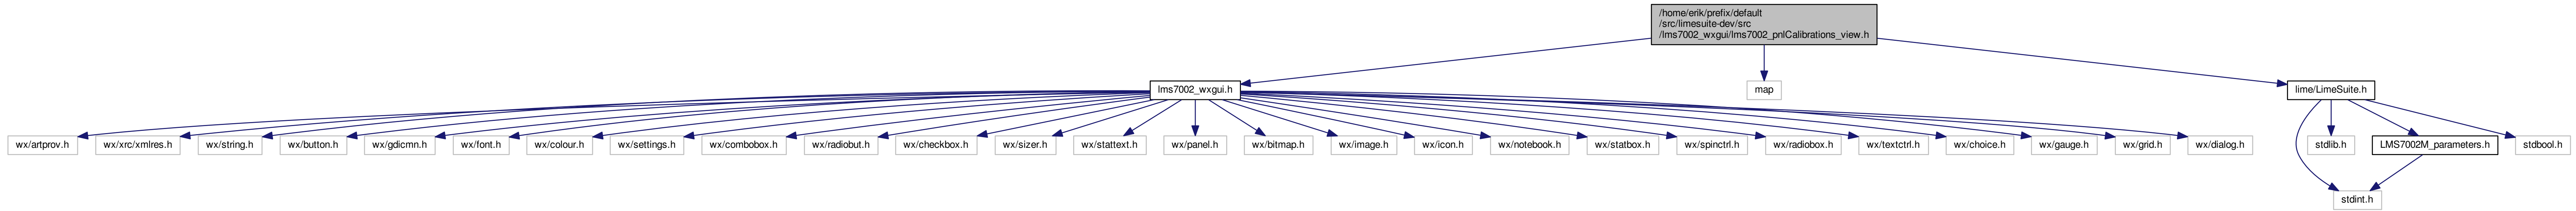 /home/erik/prefix/default
/src/limesuite-dev/src
/lms7002_wxgui/lms7002_pnlCalibrations_view.h
lms7002_wxgui.h
map
lime/LimeSuite.h
wx/artprov.h
wx/xrc/xmlres.h
wx/string.h
wx/button.h
wx/gdicmn.h
wx/font.h
wx/colour.h
wx/settings.h
wx/combobox.h
wx/radiobut.h
wx/checkbox.h
wx/sizer.h
wx/stattext.h
wx/panel.h
wx/bitmap.h
wx/image.h
wx/icon.h
wx/notebook.h
wx/statbox.h
wx/spinctrl.h
wx/radiobox.h
wx/textctrl.h
wx/choice.h
wx/gauge.h
wx/grid.h
wx/dialog.h
stdlib.h
LMS7002M_parameters.h
stdbool.h
stdint.h